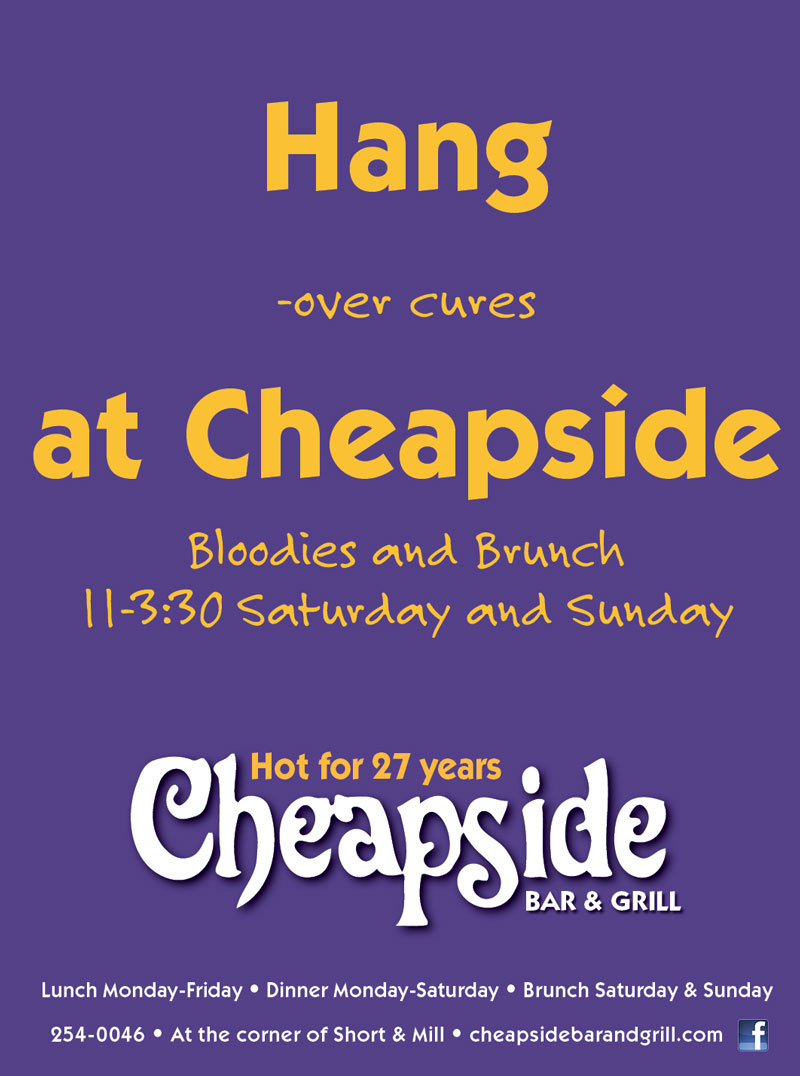 Hang
-over cures
at Cheapside
Bloodies and Brunch
11-3:30 Saturday and Sunday
Hot for 27 years
Cheapside
BAR & GRILL
Lunch Monday-Friday • Dinner Monday-Saturday • Brunch Saturday & Sunday
254-0046 • At the corner of Short & Mill • cheapsidebarandgrill.com f